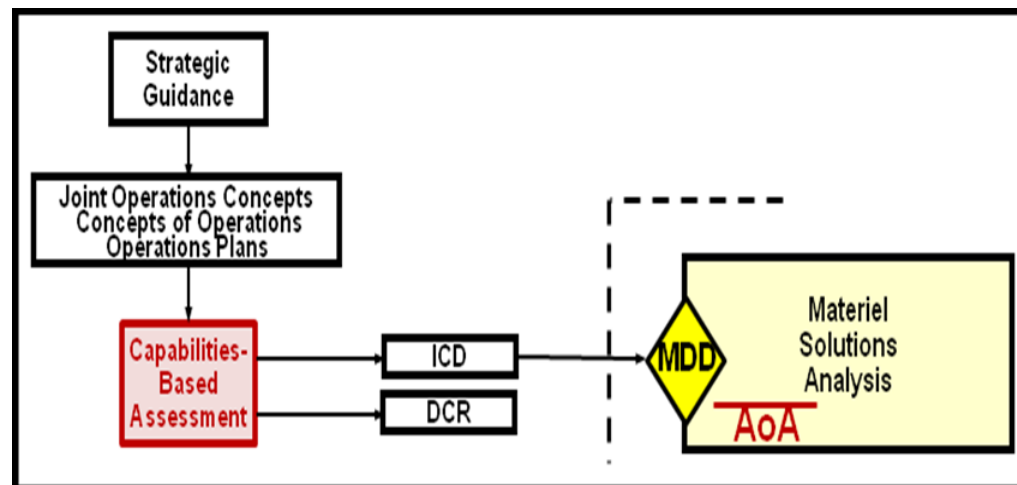 Strategic
Guidance
Joint Operations Concepts
Concepts of Operations
Operations Plans
Capabilities-
Based
Assessment
ICD
DCR
MDD
Materiel
Solutions
Analysis
AoA